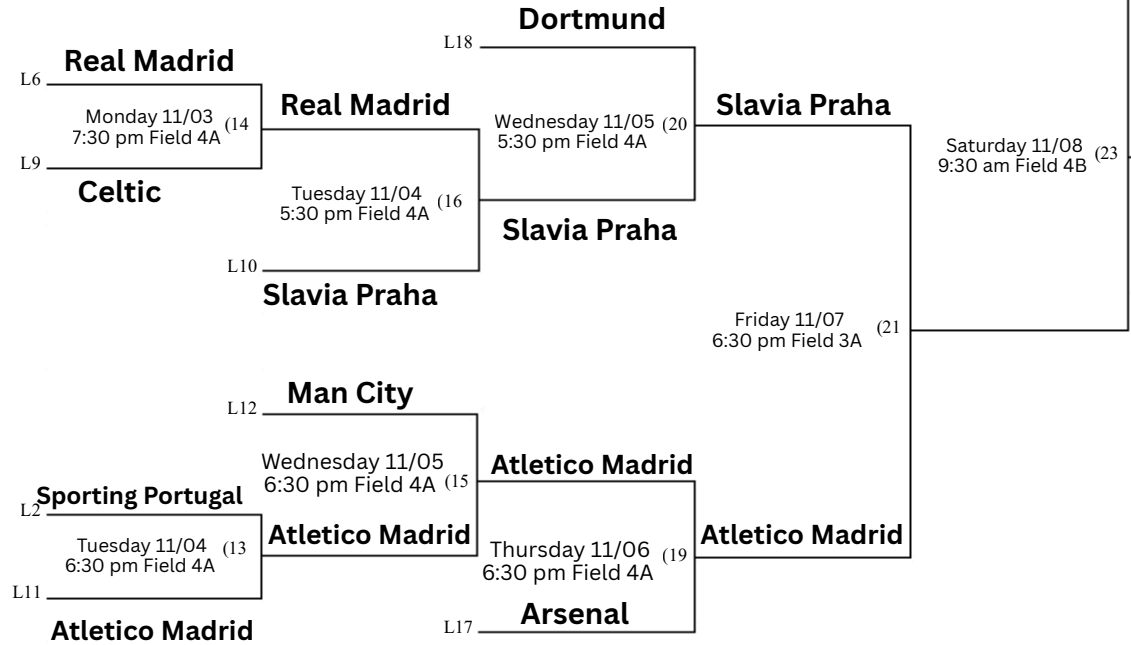 Dortmund
L18
Real Madrid
L6
Monday 11/03
7:30 pm Field 4A (14
L9
Celtic
Real Madrid
Tuesday 11/04
5:30 pm Field 4A (16
L10
Slavia Praha
Wednesday 11/05 (20
5:30 pm Field 4A
Slavia Praha
Slavia Praha
Saturday 11/08 (23
9:30 am Field 4B
Friday 11/07 (21
6:30 pm Field 3A
Man City
L12
Wednesday 11/05
6:30 pm Field 4A (15
Sporting Portugal
L2
Tuesday 11/04 (13
6:30 pm Field 4A
L11
Atletico Madrid
Atletico Madrid
Atletico Madrid
Thursday 11/06 (19
6:30 pm Field 4A
Arsenal
L17
Atletico Madrid